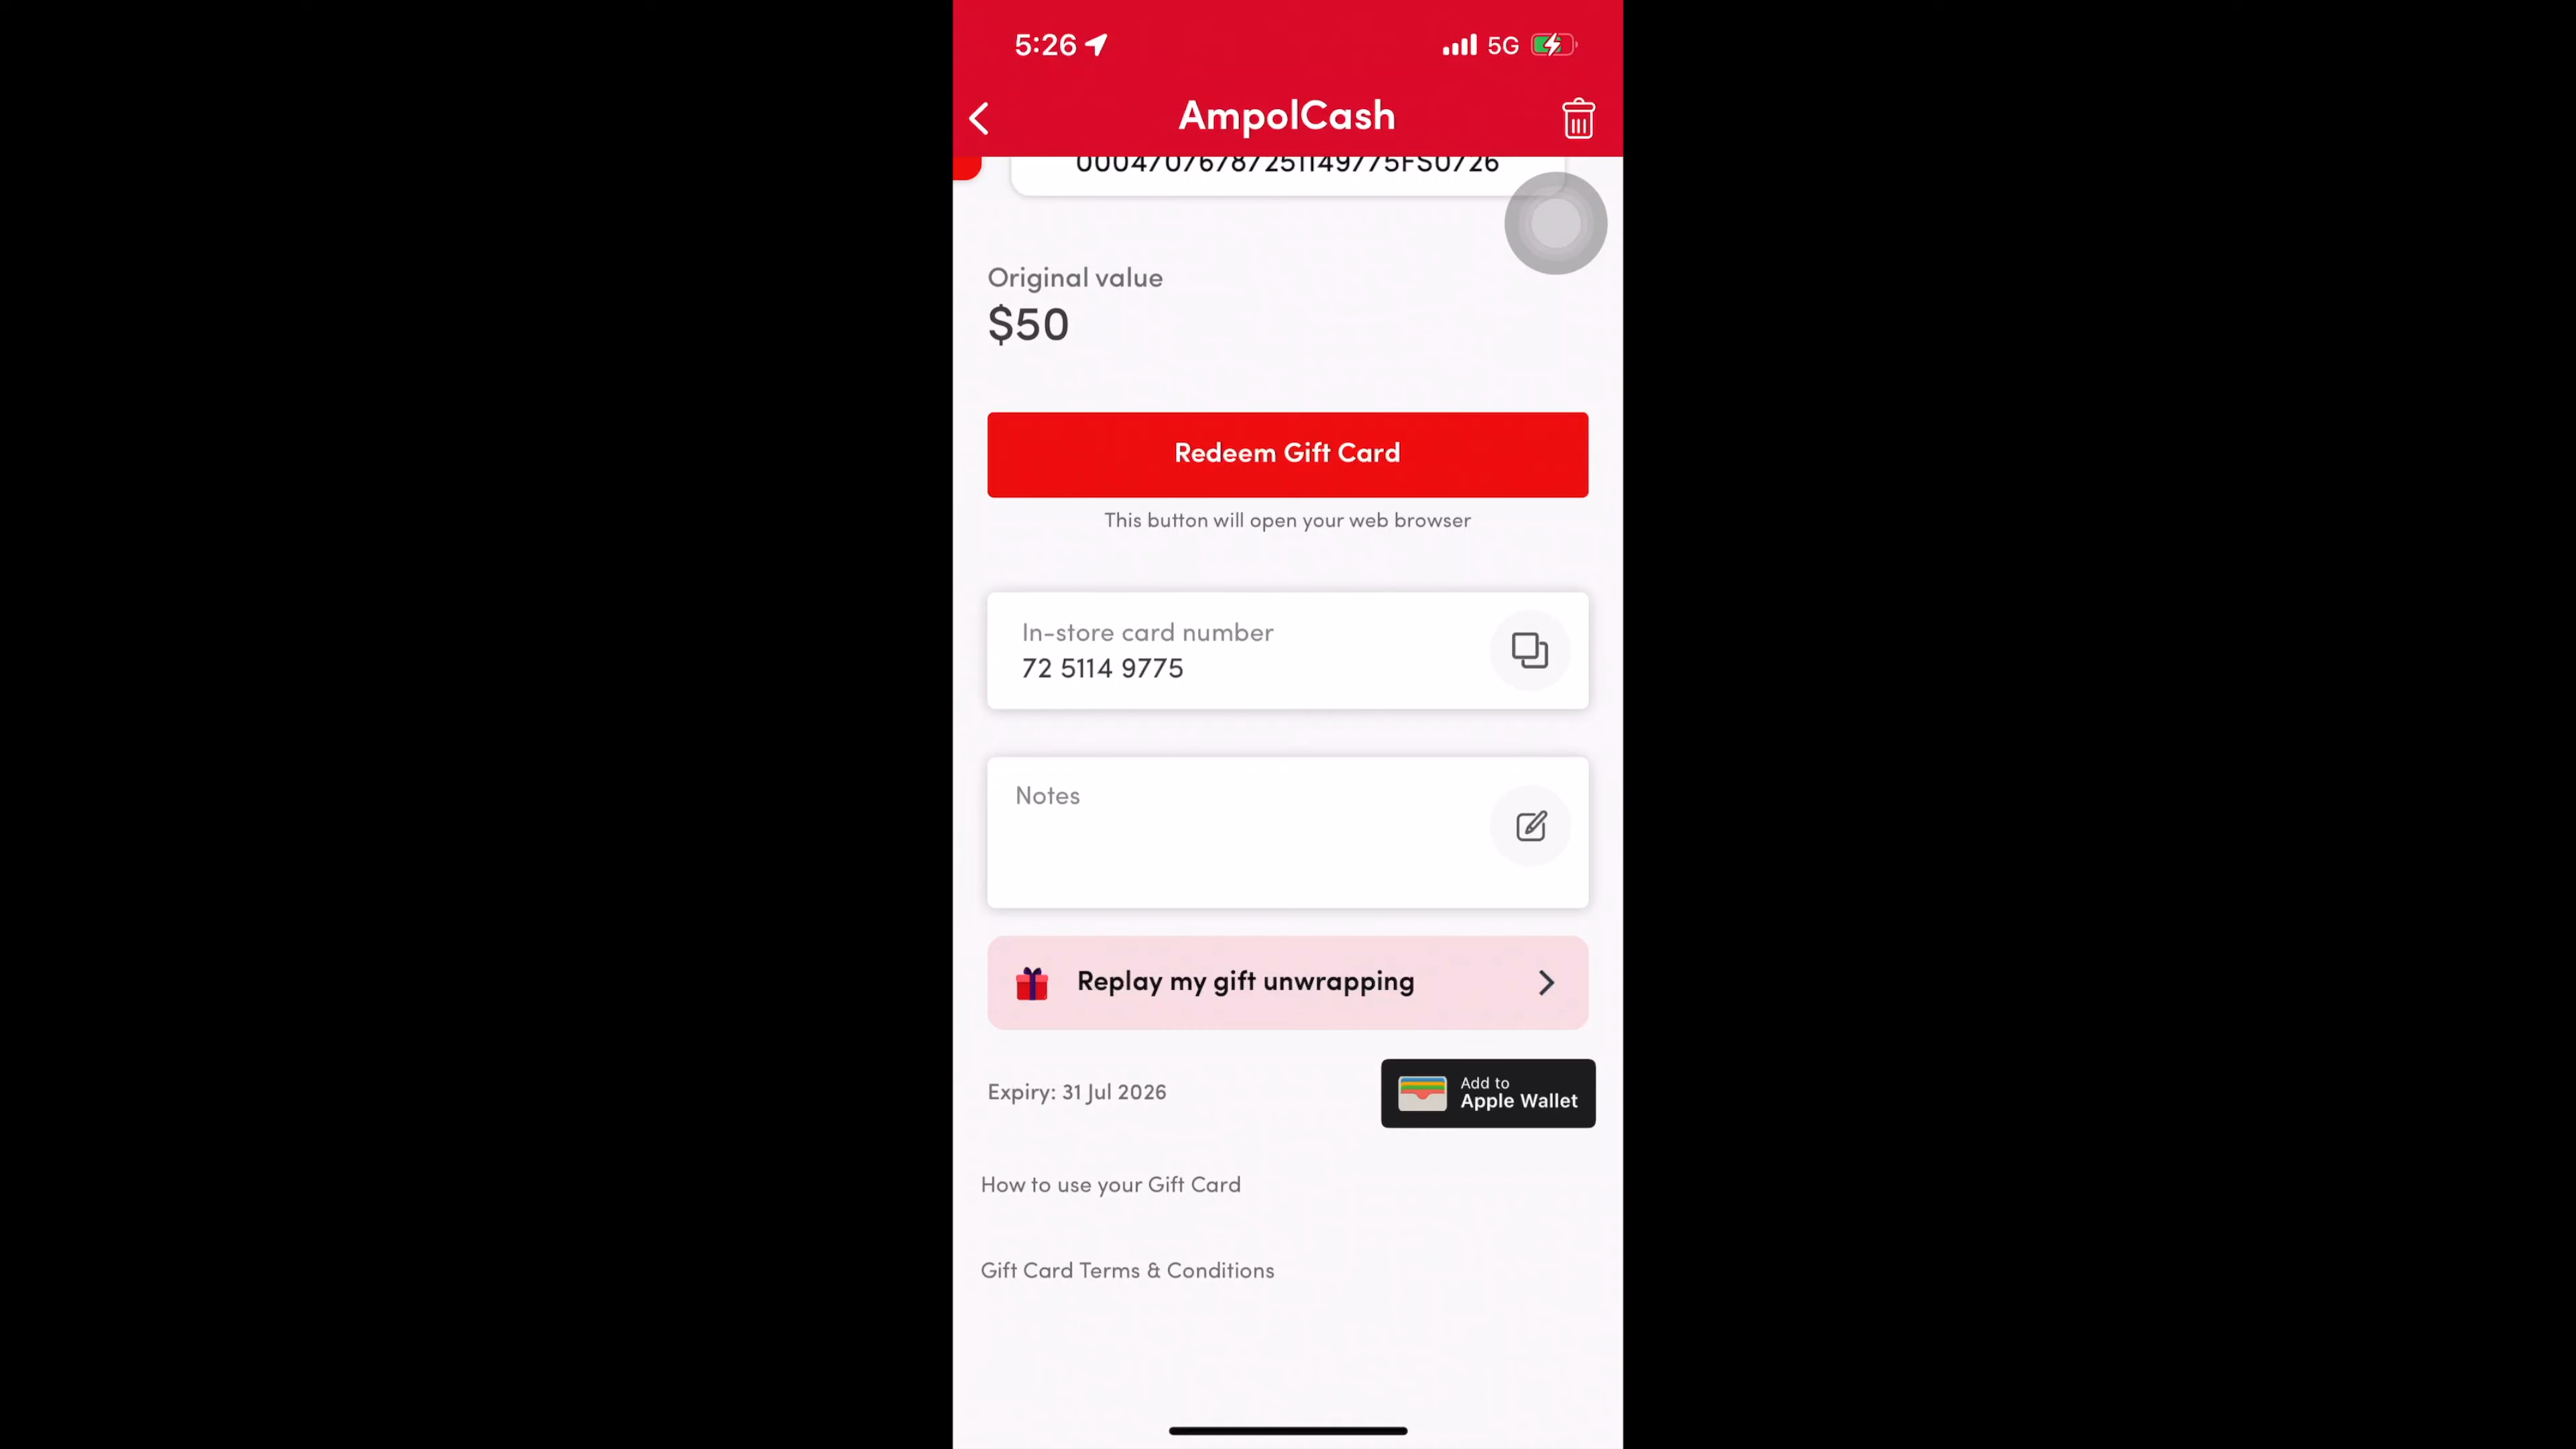 5:26
5G
AmpolCash
00047076787251149775FS0726
Original value
$50
Redeem Gift Card
This button will open your web browser
In-store card number
72 5114 9775
Notes
Replay my gift unwrapping
Expiry: 31 Jul 2026
Add to
Apple Wallet
How to use your Gift Card
Gift Card Terms & Conditions